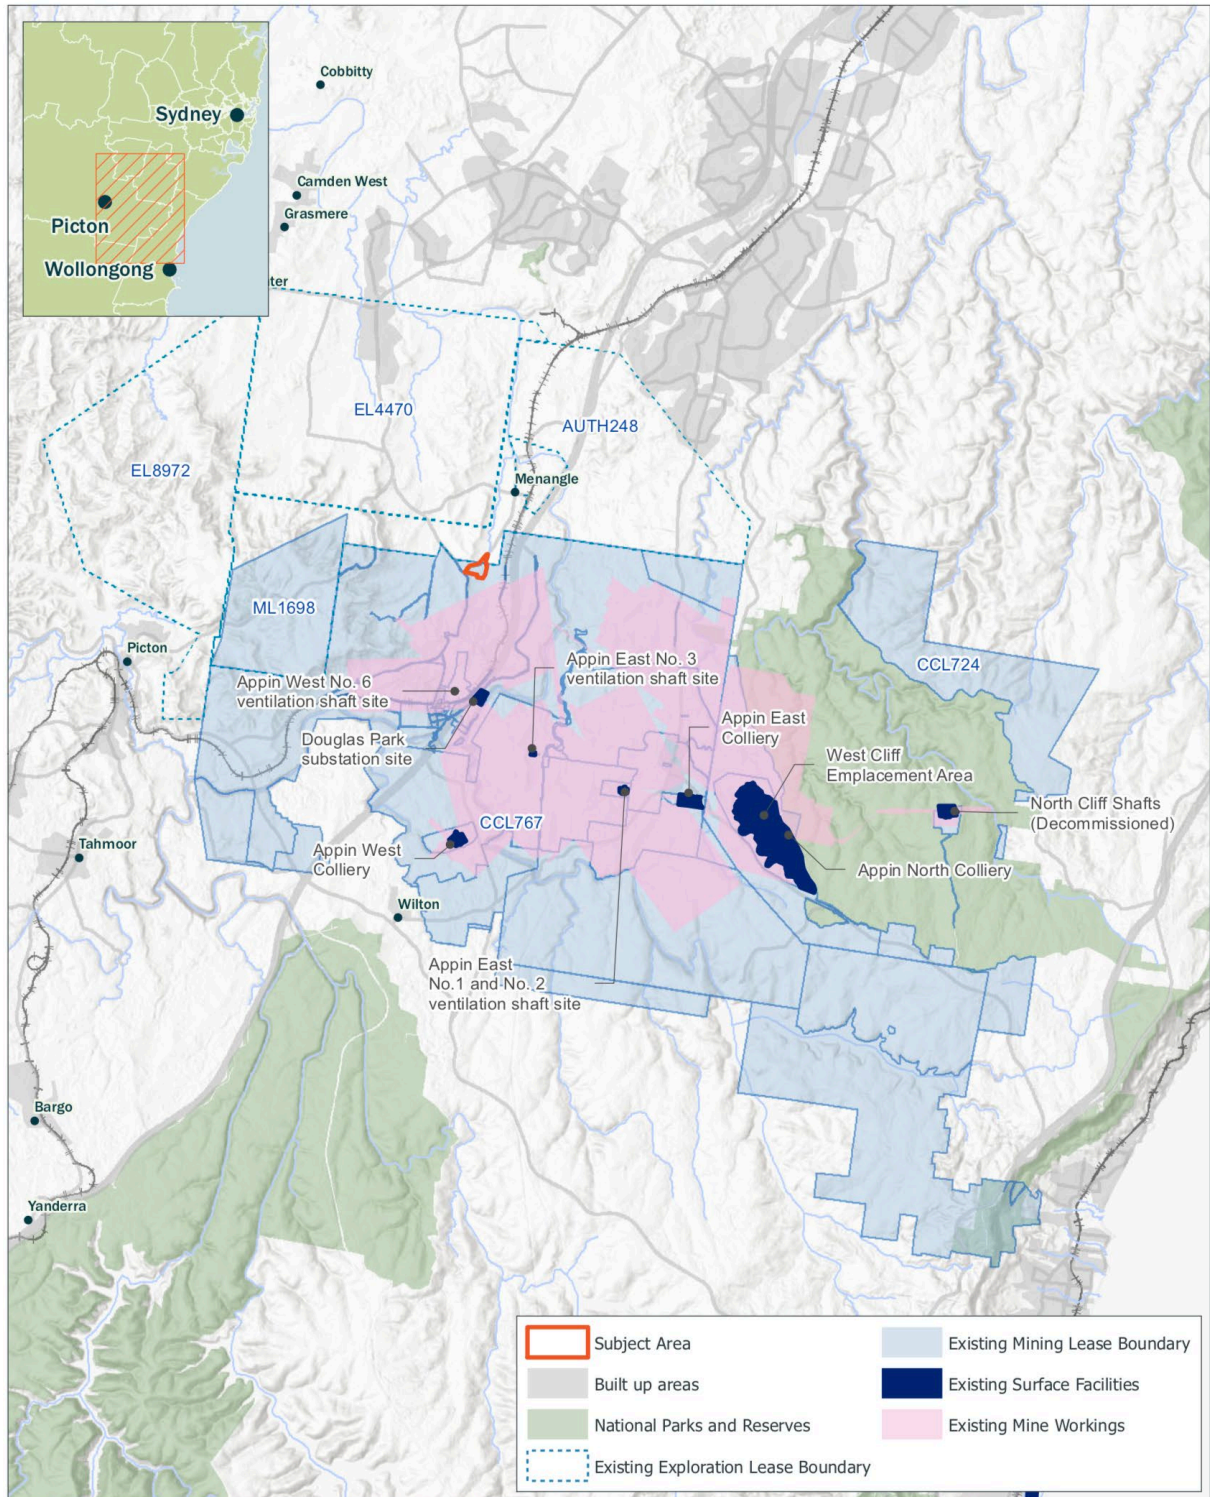 Cobbitty
Sydney
Camden West
Grasmere
Picton
Wollongong
ter
EL4470
AUTH248
EL8972
Menangle
ML1698
CCL724
Picton
Appin East No. 3
ventilation shaft site
Appin West No. 6
ventilation shaft site
Appin East
Colliery
Douglas Park
substation site
West Cliff
Emplacement Area
North Cliff Shafts
(Decommissioned)
CCL767
Tahmoor
Appin West
Colliery
Appin North Colliery
Wilton
Appin East
No.1 and No. 2
ventilation shaft site
Bargo
Yanderra
Subject Area
Built up areas
National Parks and Reserves
Existing Exploration Lease Boundary
Existing Mining Lease Boundary
Existing Surface Facilities
Existing Mine Workings